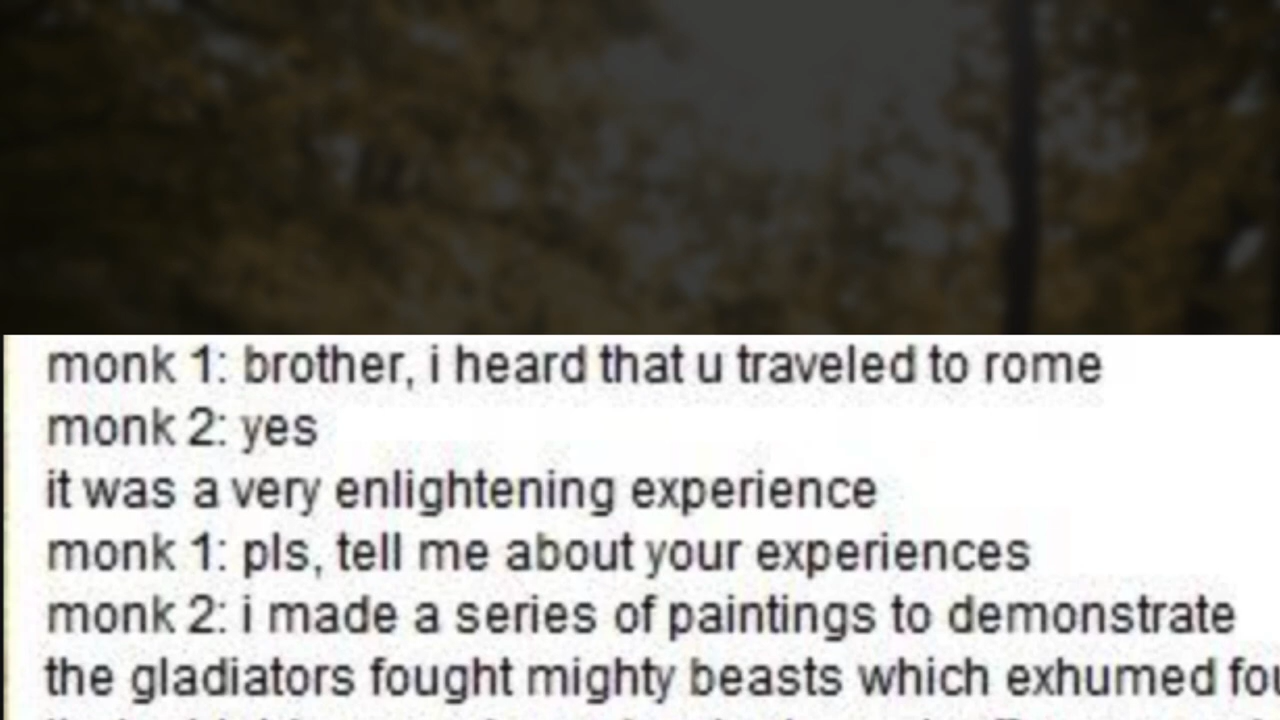 monk 1: brother, i heard that u traveled to rome
monk 2: yes
it was a very enlightening experience
monk 1: pls, tell me about your experiences
monk 2: i made a series of paintings to demonstrate
the gladiators fought mighty beasts which exhumed